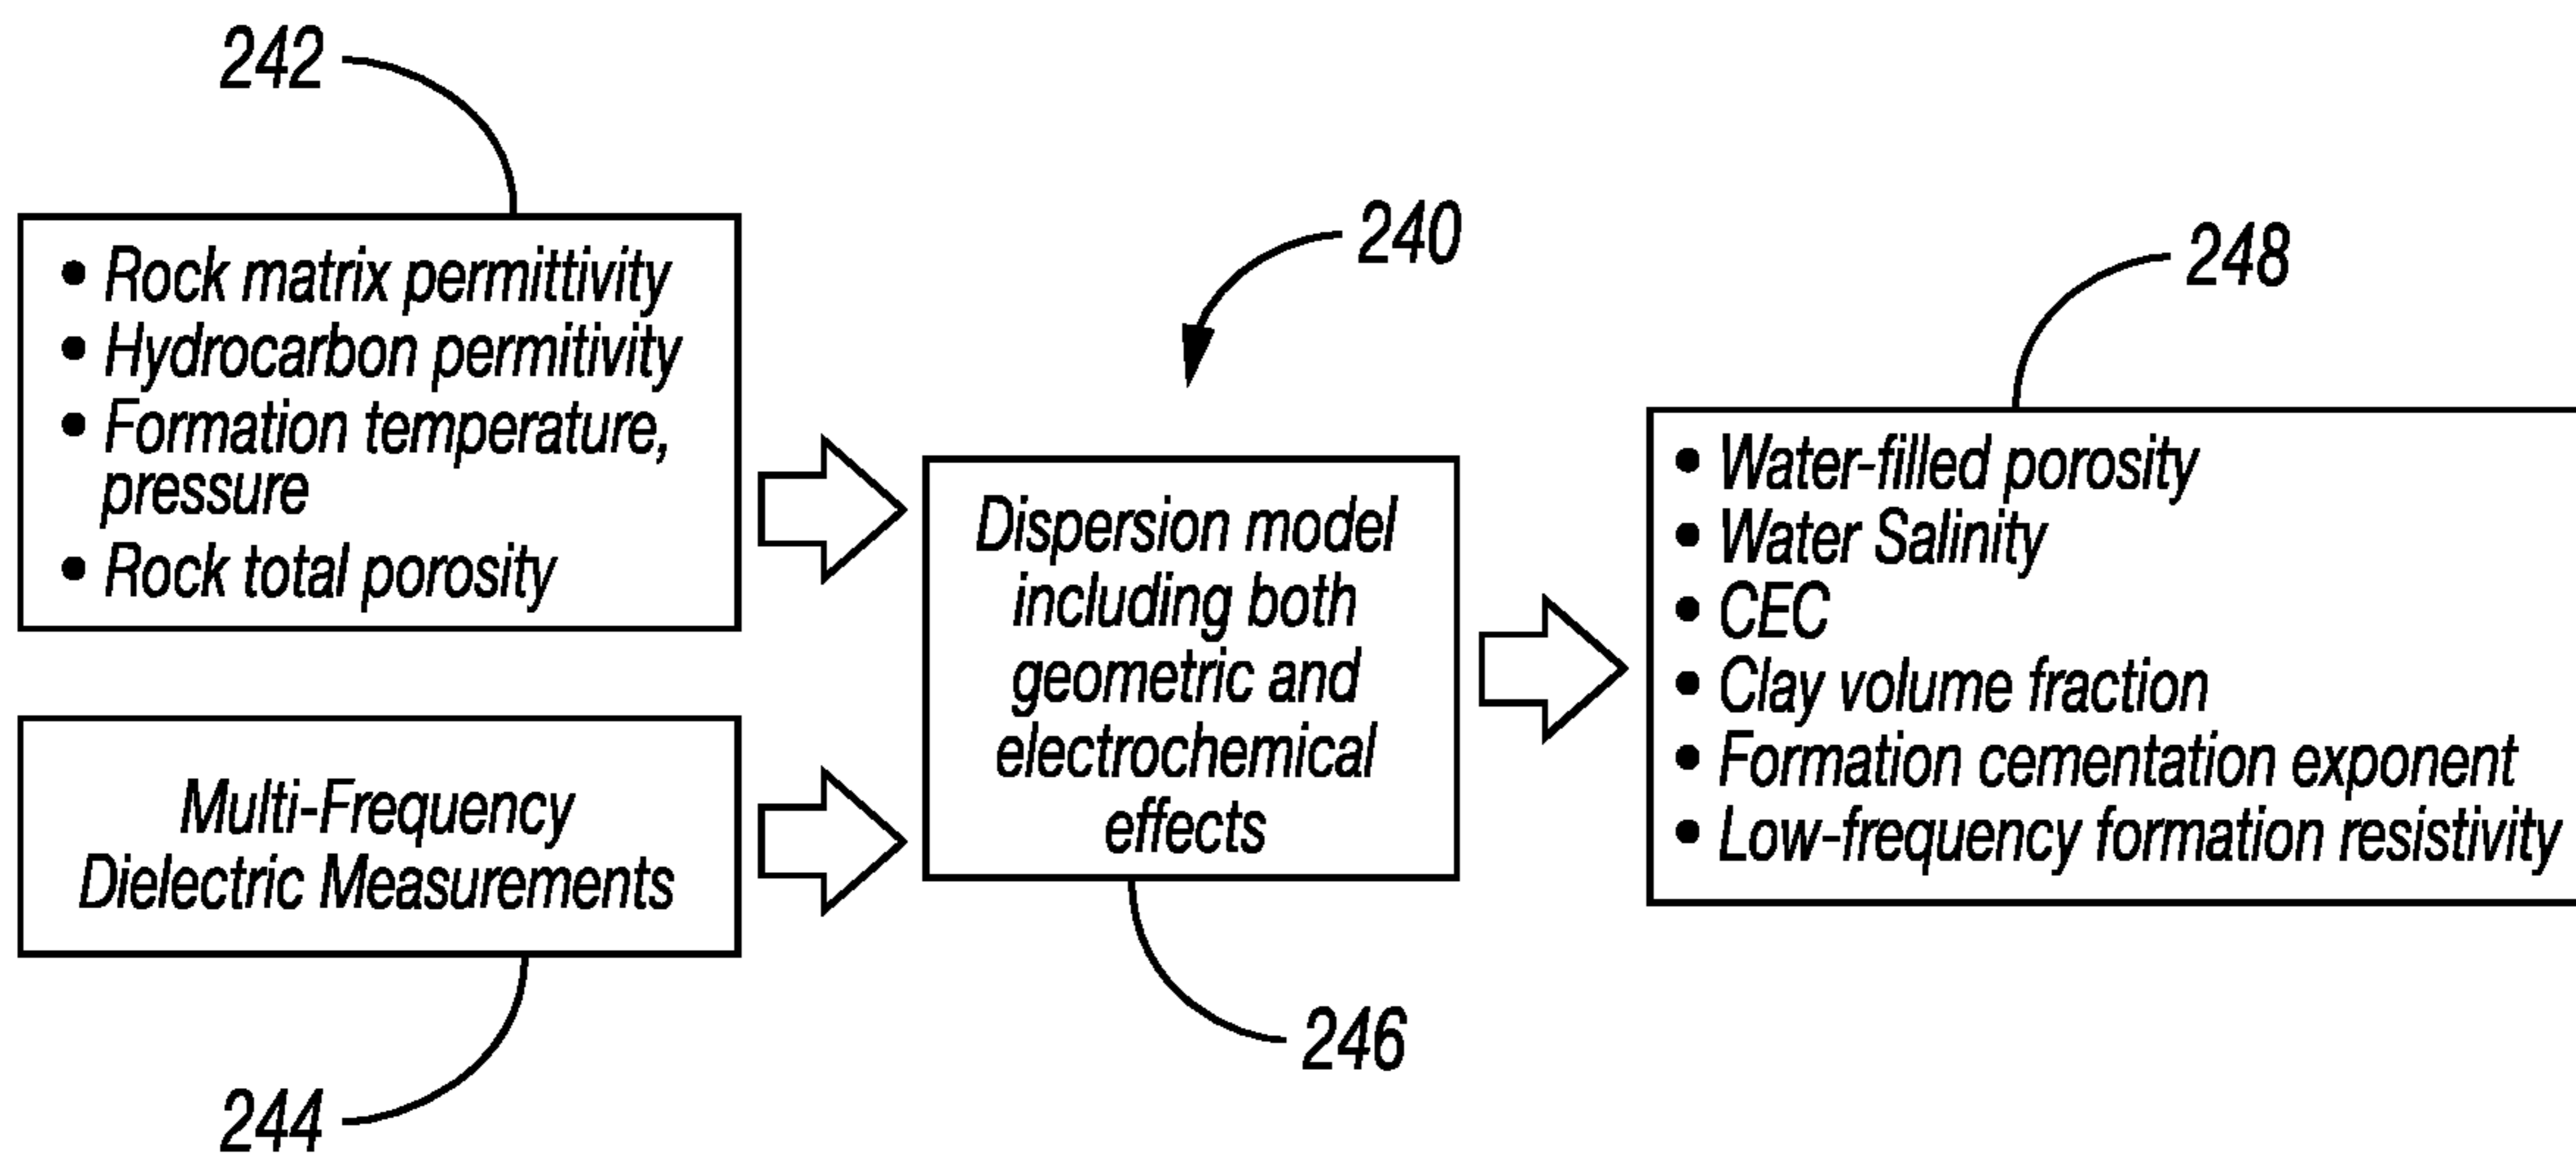 242
• Rock matrix permittivity
• Hydrocarbon permitivity
• Formation temperature,
pressure
• Rock total porosity
Multi-Frequency
Dielectric Measurements
244
240
Dispersion model
including both
geometric and
electrochemical
effects
246
248
• Water-filled porosity
• Water Salinity
• CEC
• Clay volume fraction
• Formation cementation exponent
• Low-frequency formation resistivity